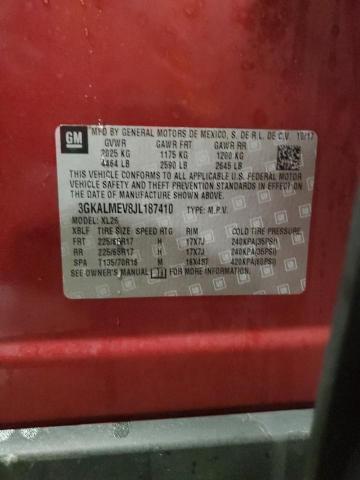 GM
MFD BY GENERAL MOTORS DE MEXICO, S. DE R.L. DE C.V. 10/17
GVWR GAWR FRT GAWR RR
2025 KG 1175 KG 1200 KG
4464 LB 2590 LB 2645 LB
THIS VEHICLE CONFORMS TO ALL APPLICABLE U.S. FEDERAL MOTOR
VEHICLE SAFETY AND THEFT PREVENTION STANDARDS IN EFFECT
ON THE DATE OF MANUFACTURE SHOWN ABOVE.
3GKALMEV8JL187410 TYPE: M.P.V.
MODEL: XL26
XBLF TIRE SIZE SPEED RTG RIM COLD TIRE PRESSURE
FRT 225/65R17 H 17X7J 240KPA(35PSI)
RR 225/65R17 H 17X7J 240KPA(35PSI)
SPA T135/70R16 M 16X4BT 420KPA(60PSI)
SEE OWNER'S MANUAL FOR ADDITIONAL INFORMATION